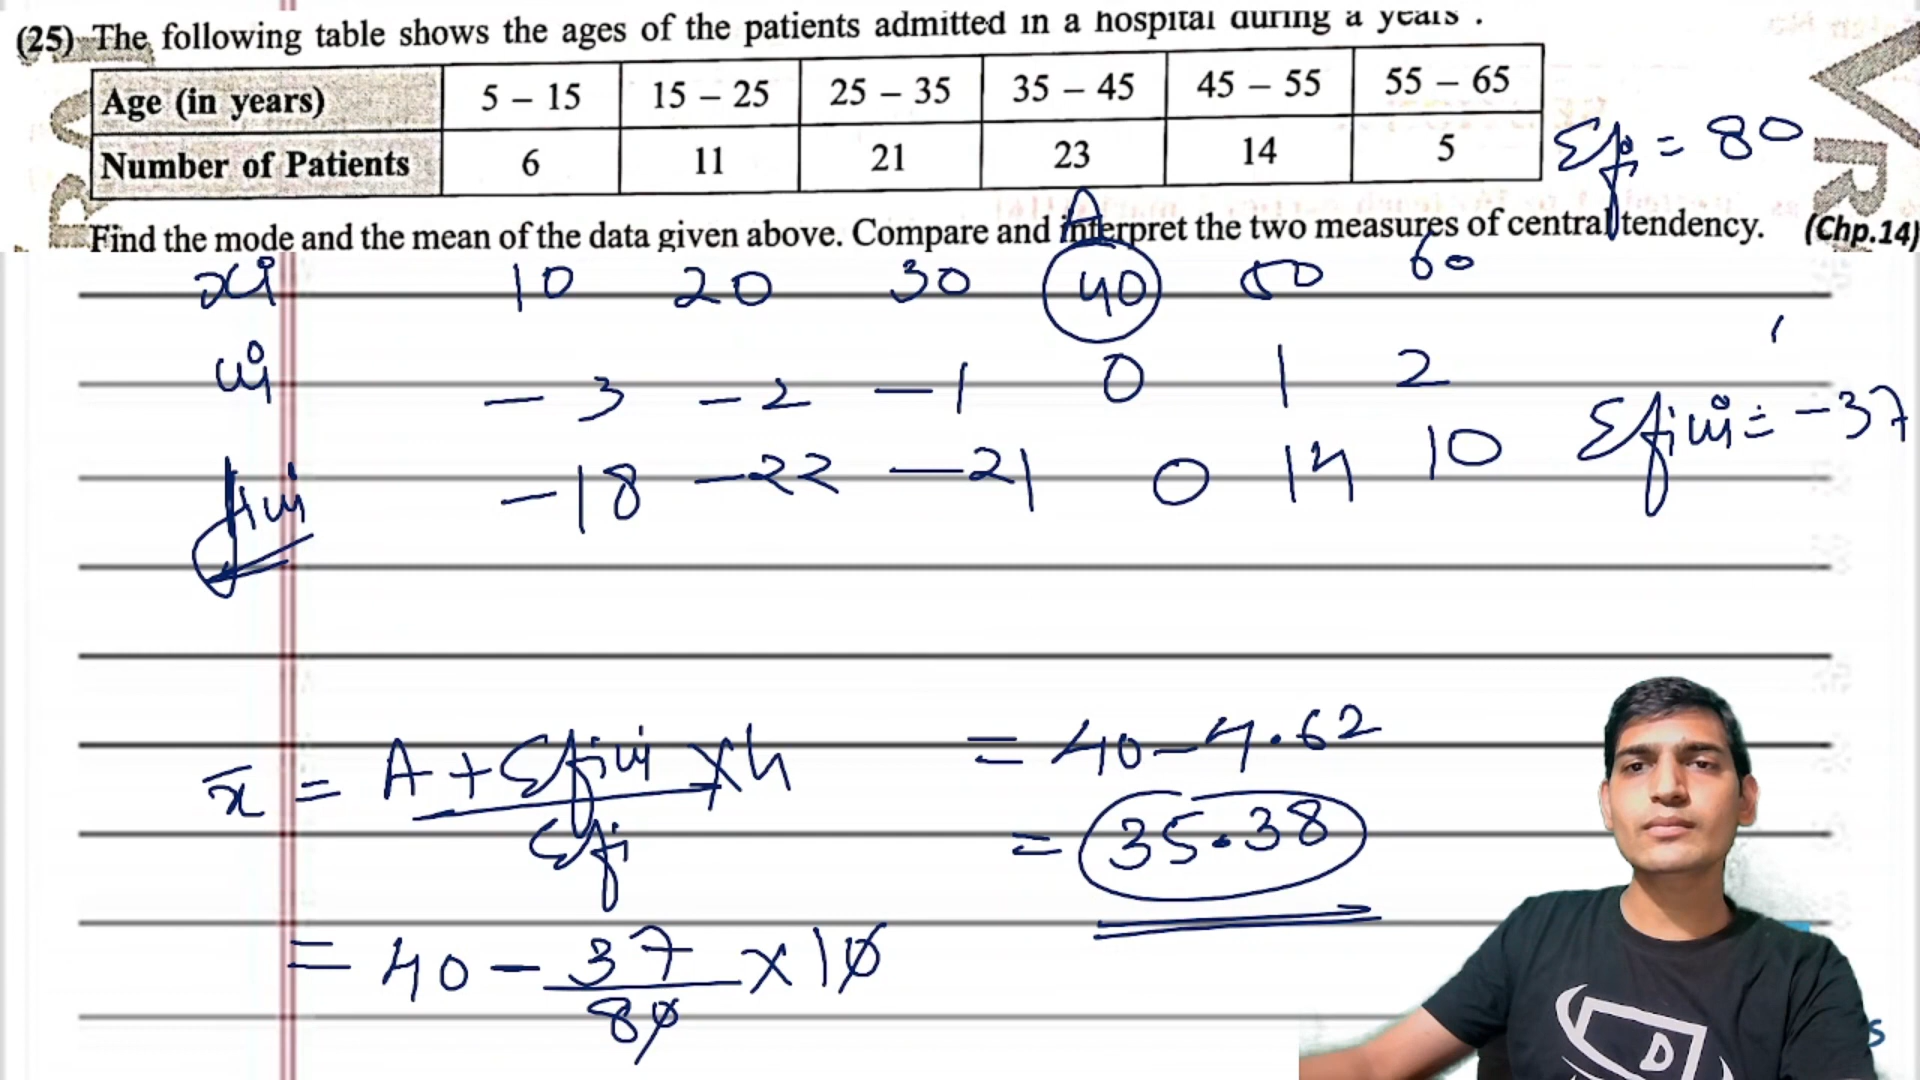 (25) The following table shows the ages of the patients admitted in a hospital during a years .
Age (in years) 5 – 15 15 – 25 25 – 35 35 – 45 45 – 55 55 – 65
Number of Patients 6 11 21 23 14 5 Σfi = 80
Find the mode and the mean of the data given above. Compare and interpret the two measures of central tendency. (Chp.14)
A
xi 10 20 30 40 50 60
ui – 3 – 2 – 1 0 1 2
fiui –18 –22 –21 0 14 10 Σfiui = –37
x̄ = A + Σfiui × h
Σfi
= 40 – 37 × 10
80
= 40 – 4.62
= 35.38
VR
D
s